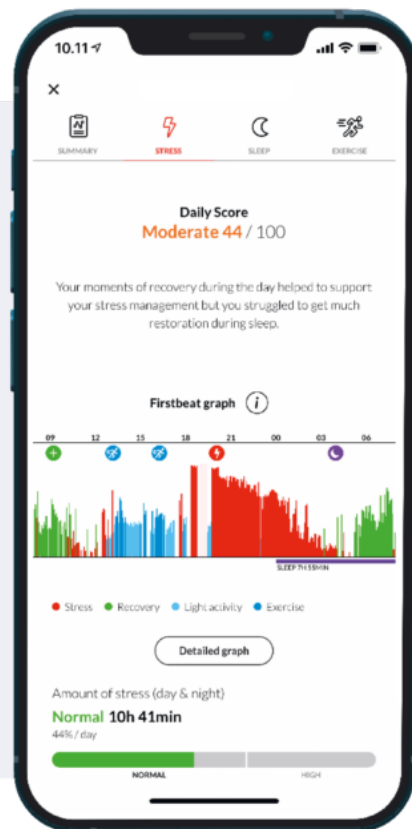 10.11
SUMMARY
STRESS
SLEEP
EXERCISE
Daily Score
Moderate 44 / 100
Your moments of recovery during the day helped to support
your stress management but you struggled to get much
restoration during sleep.
Firstbeat graph i
09 12 15 18 21 00 03 06
SLEEP 7H 55MIN
Stress Recovery Light activity Exercise
Detailed graph
Amount of stress (day & night)
Normal 10h 41min
44% / day
NORMAL HIGH